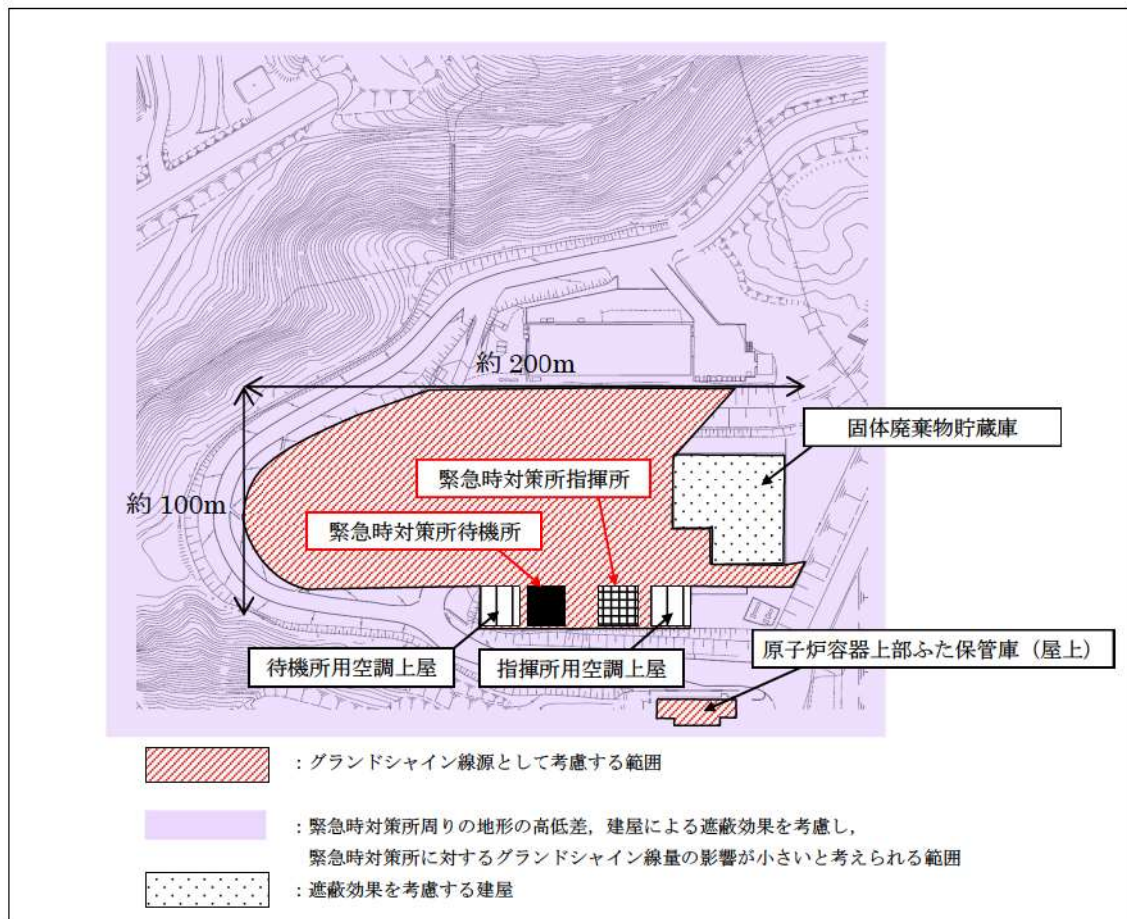 約 200m
固体廃棄物貯蔵庫
緊急時対策所指揮所
約 100m
緊急時対策所待機所
待機所用空調上屋
指揮所用空調上屋
原子炉容器上部ふた保管庫（屋上）
：グランドシャイン線源として考慮する範囲
：緊急時対策所周りの地形の高低差，建屋による遮蔽効果を考慮し，
緊急時対策所に対するグランドシャイン線量の影響が小さいと考えられる範囲
：遮蔽効果を考慮する建屋